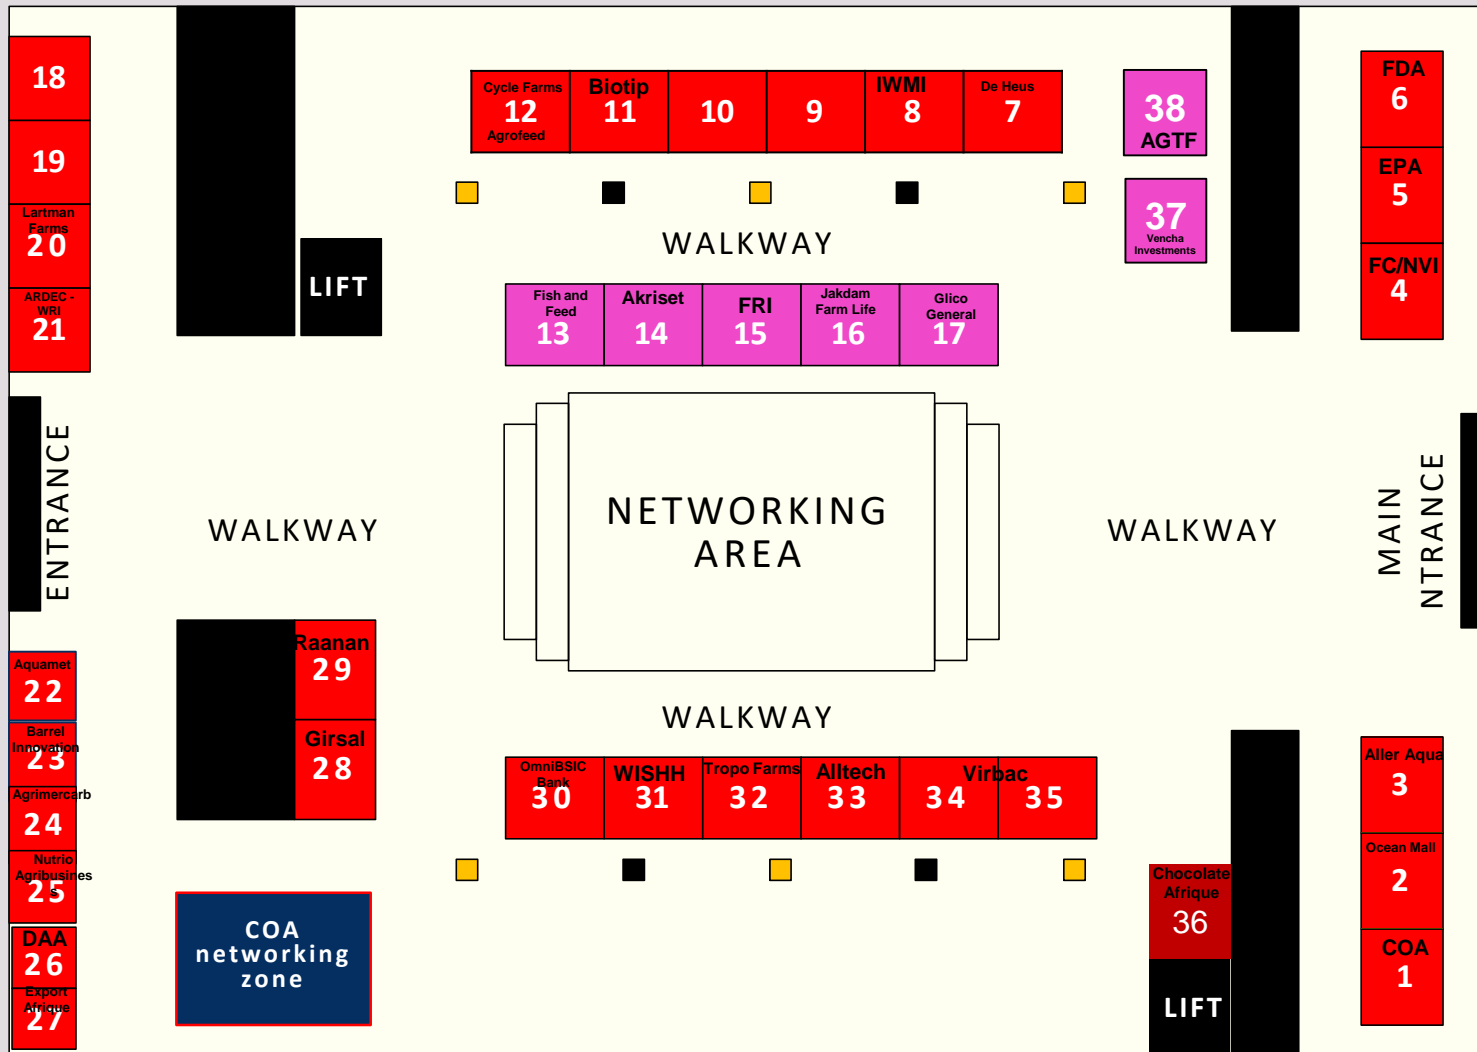 18
19
Lartman
Farms
20
ARDEC -
WRI
21
LIFT
Cycle Farms
12
Agrofeed
Biotip
11
10
9
IWMI
8
De Heus
7
38
AGTF
37
Vencha
Investments
FDA
6
EPA
5
FC/NVI
4
WALKWAY
Fish and
Feed
13
Akriset
14
FRI
15
Jakdam
Farm Life
16
Glico
General
17
ENTRANCE
WALKWAY
NETWORKING
AREA
WALKWAY
MAIN
NTRANCE
Aquamet
22
Barrel
Innovation
23
Agrimercarb
24
Nutrio
Agribusines
s
25
DAA
26
Export
Afrique
27
Raanan
29
Girsal
28
COA
networking
zone
WALKWAY
OmniBSIC
Bank
30
WISHH
31
Tropo Farms
32
Alltech
33
Virbac
34
35
Chocolate
Afrique
36
LIFT
Aller Aqua
3
Ocean Mall
2
COA
1